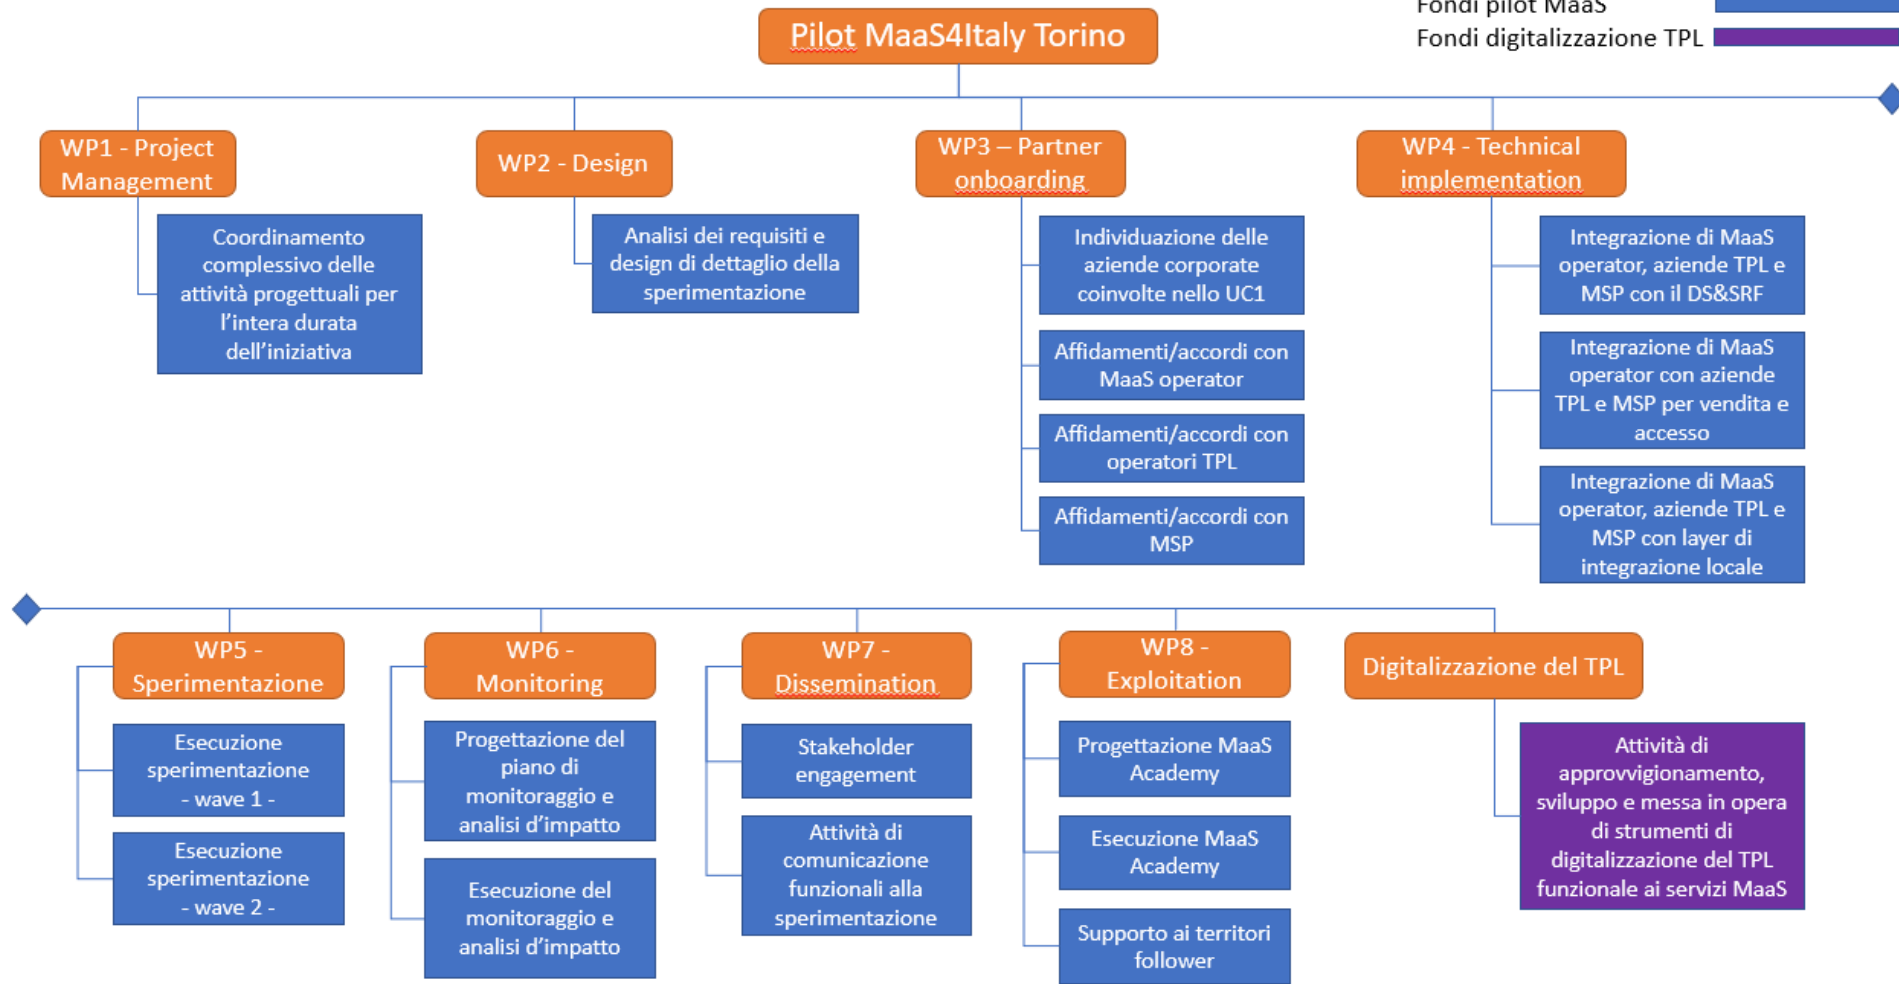 Fondi pilot MaaS
Fondi digitalizzazione TPL
Pilot MaaS4Italy Torino
WP1 - Project
Management
WP2 - Design
WP3 – Partner
onboarding
WP4 - Technical
implementation
Coordinamento
complessivo delle
attività progettuali per
l'intera durata
dell'iniziativa
Analisi dei requisiti e
design di dettaglio della
sperimentazione
Individuazione delle
aziende corporate
coinvolte nello UC1
Affidamenti/accordi con
MaaS operator
Affidamenti/accordi con
operatori TPL
Affidamenti/accordi con
MSP
Integrazione di MaaS
operator, aziende TPL e
MSP con il DS&SRF
Integrazione di MaaS
operator con aziende
TPL e MSP per vendita e
accesso
Integrazione di MaaS
operator, aziende TPL e
MSP con layer di
integrazione locale
WP5 -
Sperimentazione
WP6 -
Monitoring
WP7 -
Dissemination
WP8 -
Exploitation
Digitalizzazione del TPL
Esecuzione
sperimentazione
- wave 1 -
Esecuzione
sperimentazione
- wave 2 -
Progettazione del
piano di
monitoraggio e
analisi d'impatto
Esecuzione del
monitoraggio e
analisi d'impatto
Stakeholder
engagement
Attività di
comunicazione
funzionali alla
sperimentazione
Progettazione MaaS
Academy
Esecuzione MaaS
Academy
Supporto ai territori
follower
Attività di
approvvigionamento,
sviluppo e messa in opera
di strumenti di
digitalizzazione del TPL
funzionale ai servizi MaaS